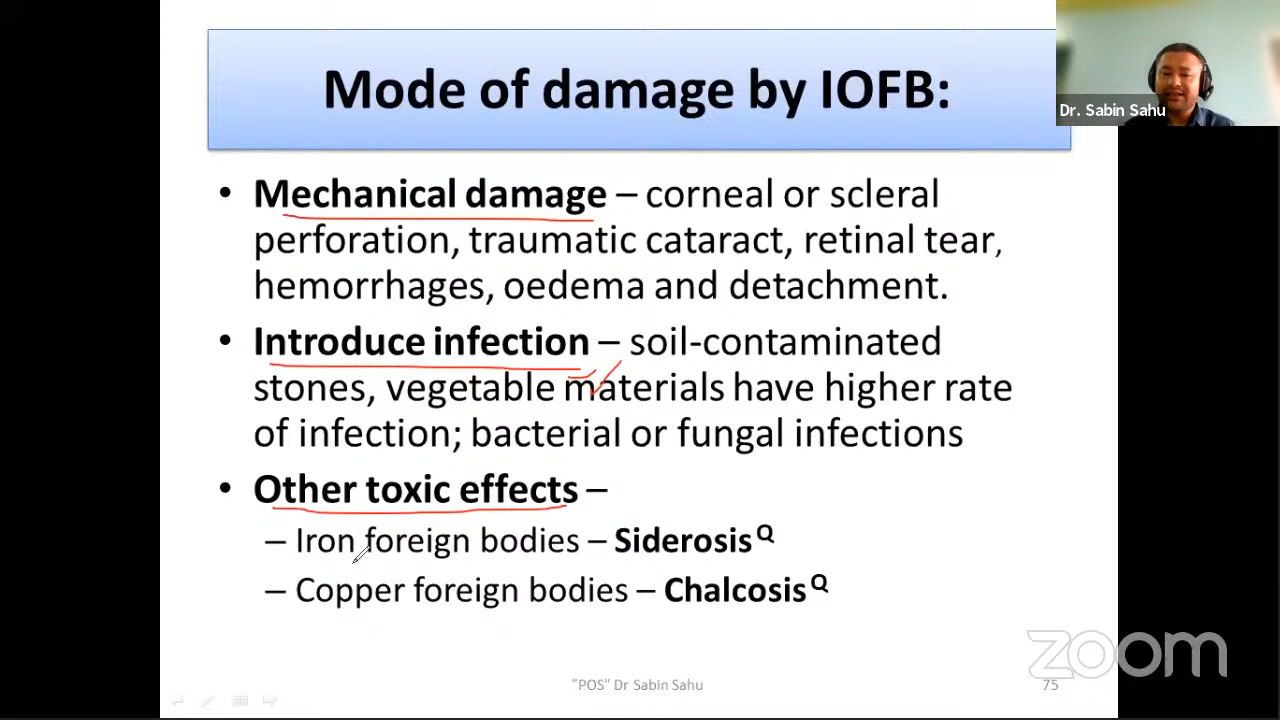 Mode of damage by IOFB:
Dr. Sabin Sahu
• Mechanical damage – corneal or scleral
perforation, traumatic cataract, retinal tear,
hemorrhages, oedema and detachment.
• Introduce infection – soil-contaminated
stones, vegetable materials have higher rate
of infection; bacterial or fungal infections
• Other toxic effects –
– Iron foreign bodies – Siderosis Q
– Copper foreign bodies – Chalcosis Q
zoom
"POS" Dr Sabin Sahu
75